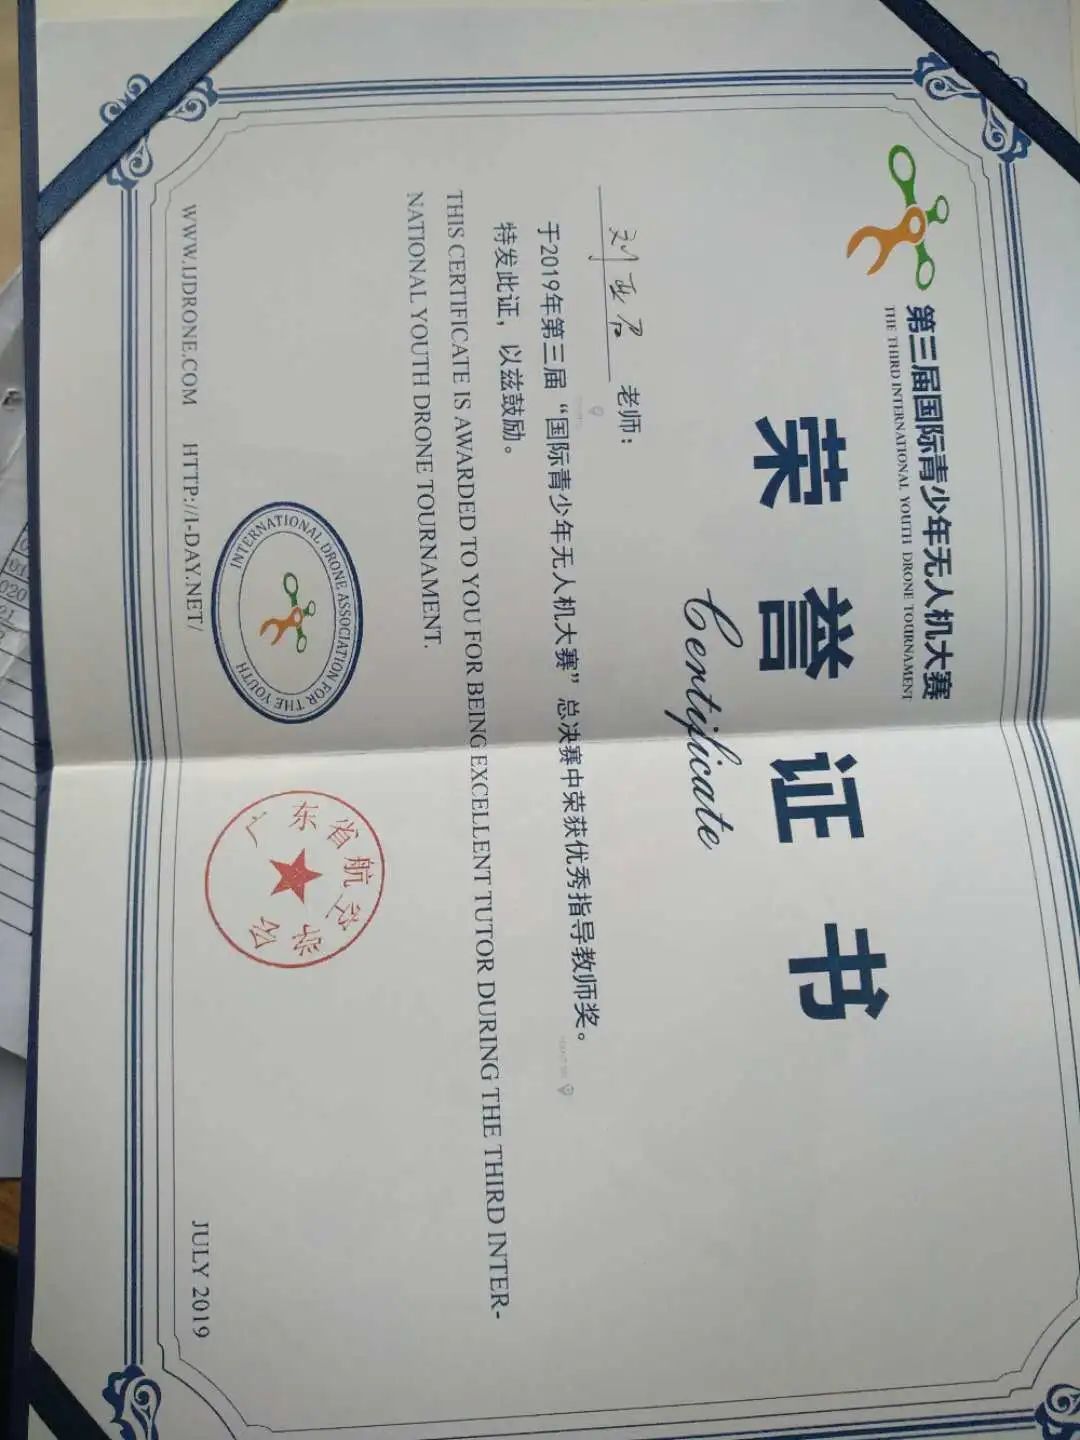 第三届国际青少年无人机大赛
THE THIRD INTERNATIONAL YOUTH DRONE TOURNAMENT
荣誉证书
Certificate
刘亚君 老师：
于2019年第三届“国际青少年无人机大赛”总决赛中荣获优秀指导教师奖。
特发此证，以兹鼓励。
THIS CERTIFICATE IS AWARDED TO YOU FOR BEING EXCELLENT TUTOR DURING THE THIRD INTER-
NATIONAL YOUTH DRONE TOURNAMENT.
INTERNATIONAL DRONE ASSOCIATION FOR THE YOUTH
广东省航空学会
WWW.IJDRONE.COM HTTP://I-DAY.NET/
JULY 2019